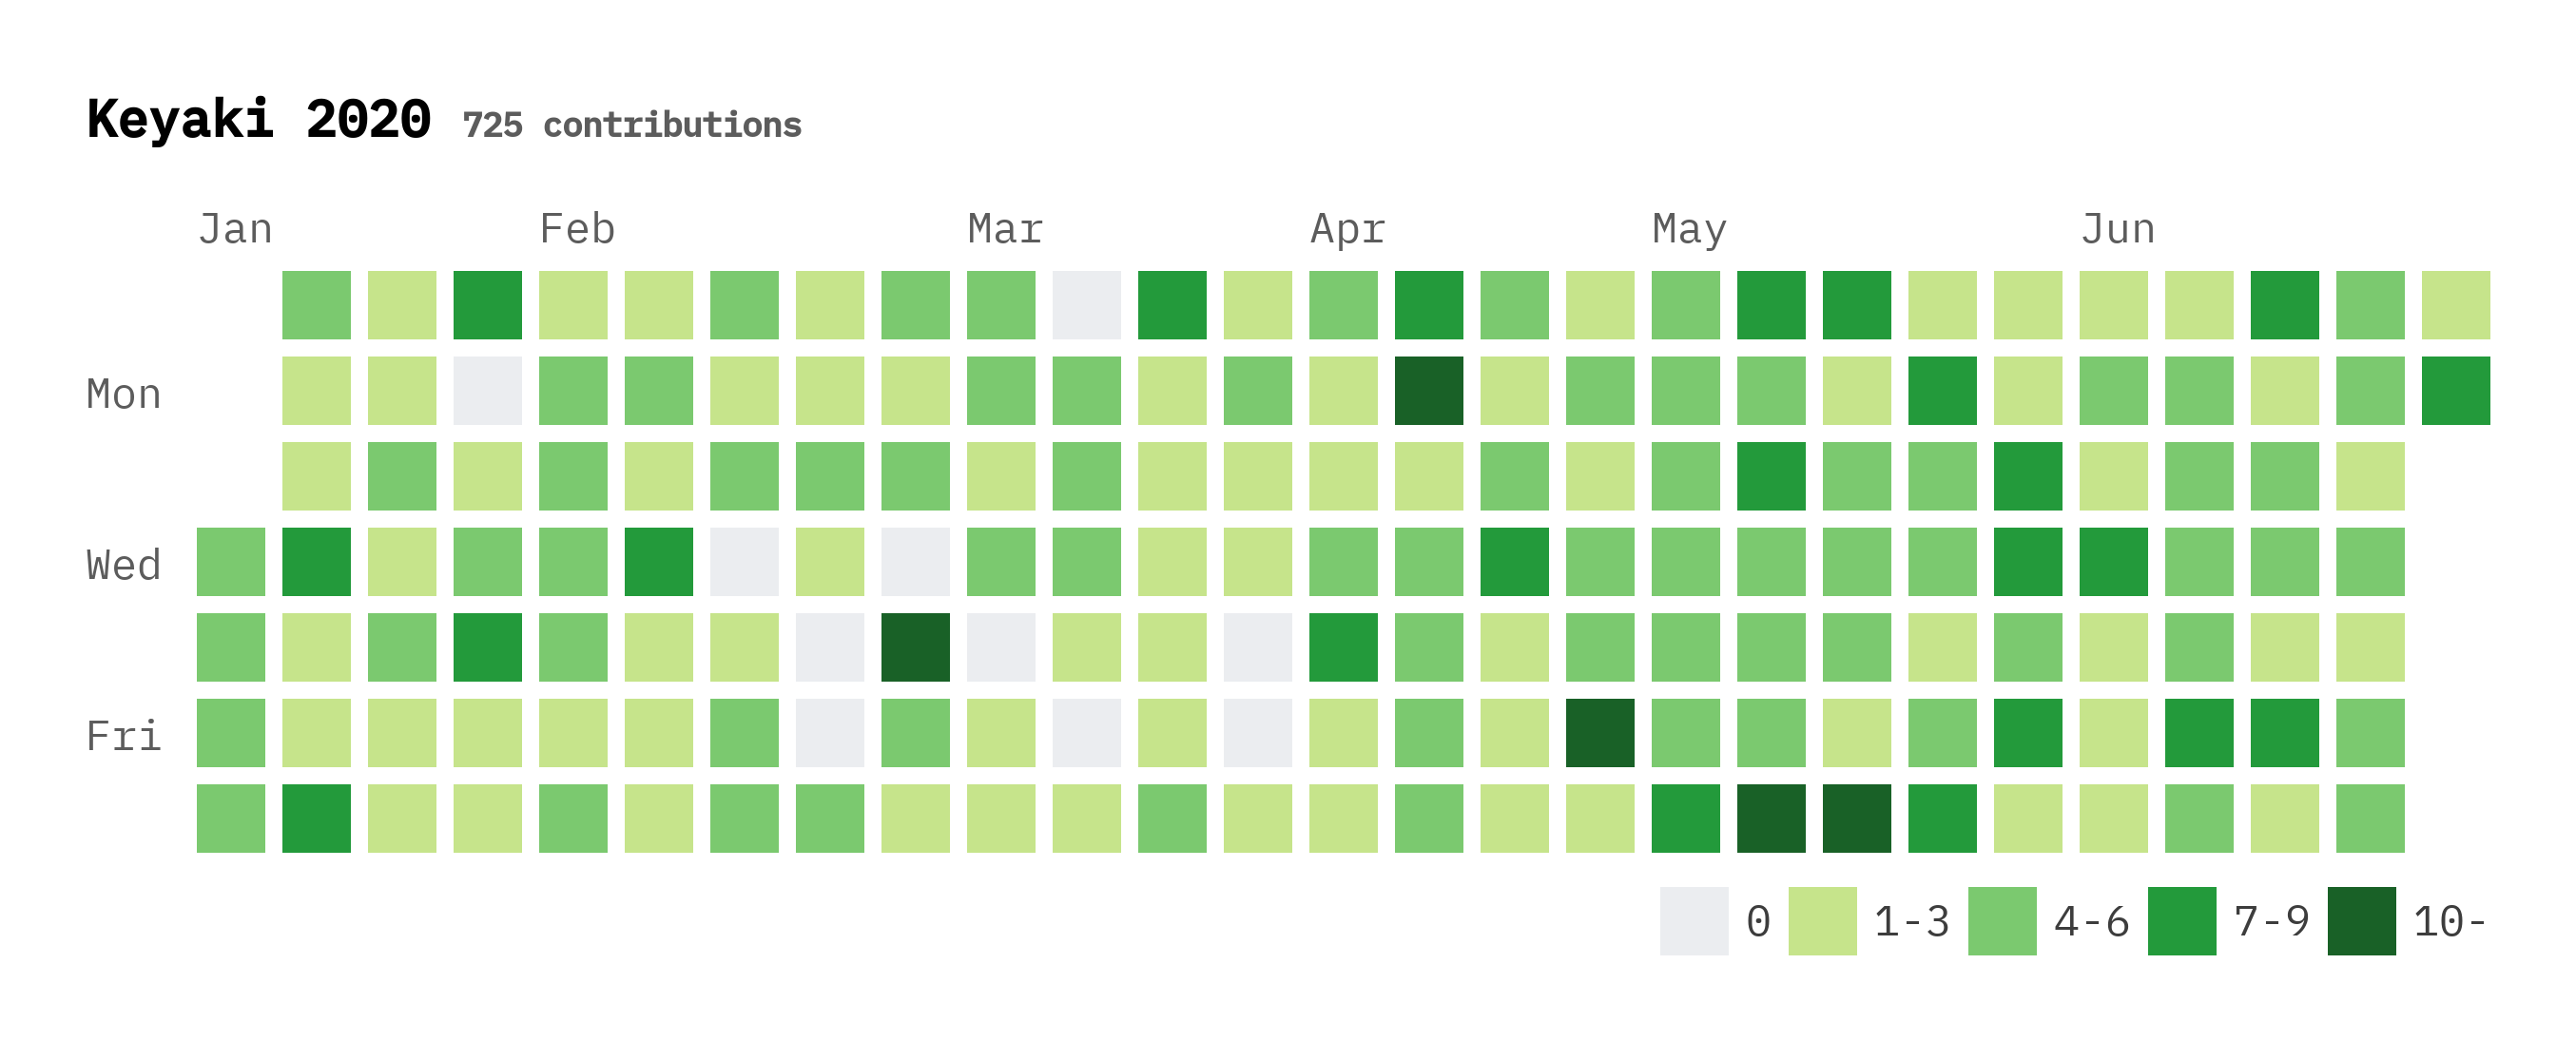 Keyaki 2020 725 contributions
Jan Feb Mar Apr May Jun
Mon
Wed
Fri
0 1-3 4-6 7-9 10-